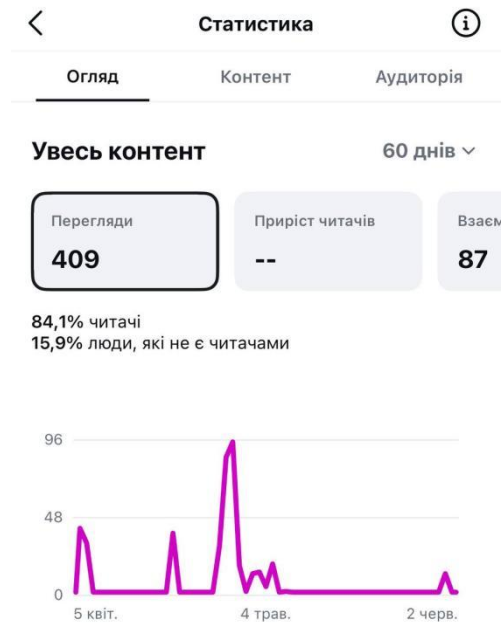 Статистика
Огляд Контент Аудиторія
Увесь контент 60 днів
Перегляди Приріст читачів
409 -- 87
84,1% читачі
15,9% люди, які не є читачами
96
48
0
5 квіт. 4 трав. 2 черв.